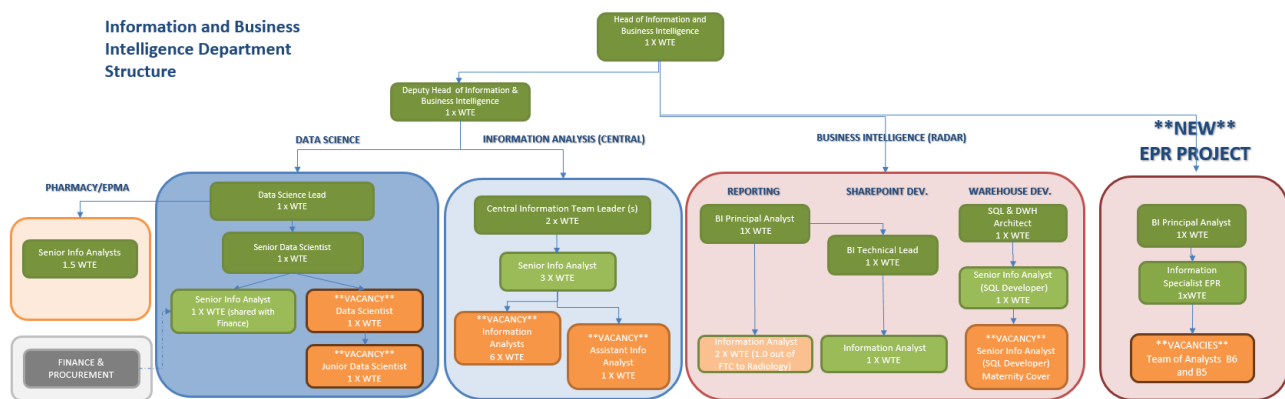 Information and Business
Intelligence Department
Structure
Head of Information and
Business Intelligence
1 X WTE
Deputy Head of Information &
Business Intelligence
1 x WTE
DATA SCIENCE
INFORMATION ANALYSIS (CENTRAL)
BUSINESS INTELLIGENCE (RADAR)
**NEW**
EPR PROJECT
PHARMACY/EPMA
Senior Info Analysts
1.5 WTE
FINANCE &
PROCUREMENT
Data Science Lead
1 x WTE
Senior Data Scientist
1 x WTE
Senior Info Analyst
1 X WTE (shared with
Finance)
**VACANCY**
Data Scientist
1 X WTE
**VACANCY**
Junior Data Scientist
1 X WTE
Central Information Team Leader (s)
2 x WTE
Senior Info Analyst
3 X WTE
**VACANCY**
Information
Analysts
6 X WTE
**VACANCY**
Assistant Info
Analyst
1 X WTE
REPORTING
BI Principal Analyst
1X WTE
Information Analyst
2 X WTE (1.0 out of
FTC to Radiology)
SHAREPOINT DEV.
BI Technical Lead
1 X WTE
Information Analyst
1 X WTE
WAREHOUSE DEV.
SQL & DWH
Architect
1 X WTE
Senior Info Analyst
(SQL Developer)
1 X WTE
**VACANCY**
Senior Info Analyst
(SQL Developer)
Maternity Cover
BI Principal Analyst
1X WTE
Information
Specialist EPR
1xWTE
**VACANCIES**
Team of Analysts B6
and B5